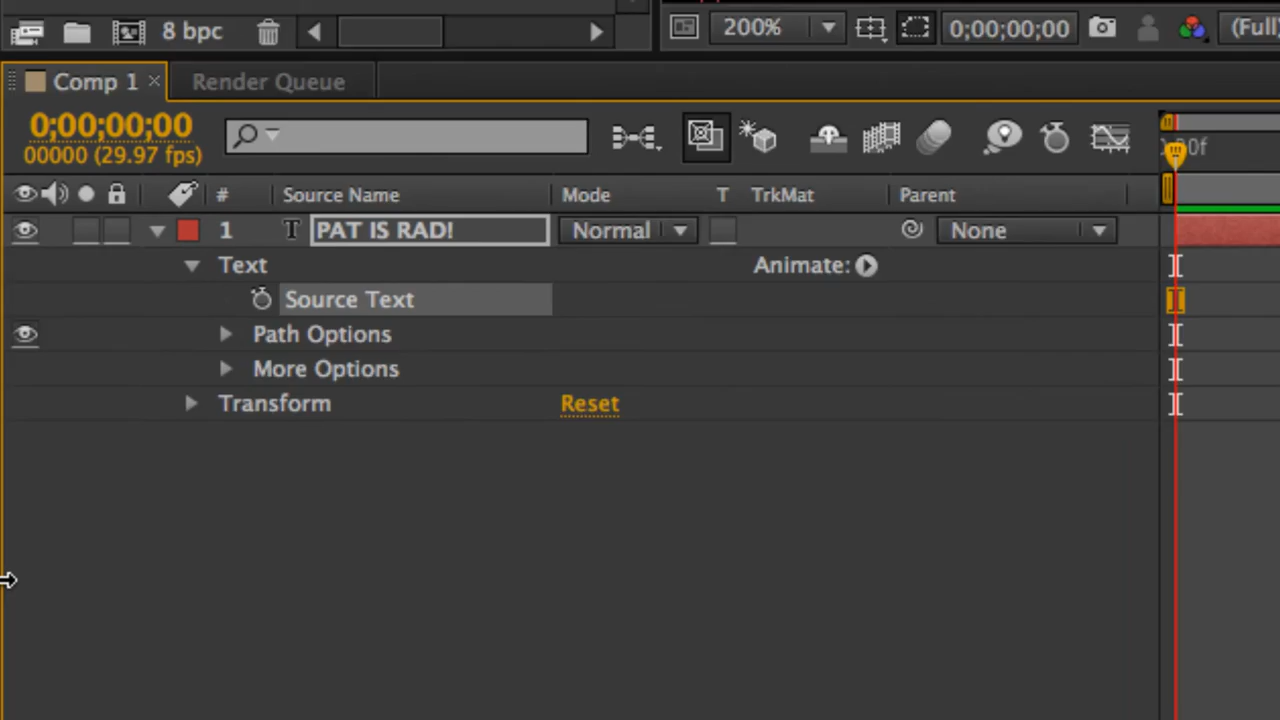 8 bpc 200% 0;00;00;00 (Full)
Comp 1 × Render Queue
0;00;00;00
00000 (29.97 fps)
# Source Name Mode T TrkMat Parent
1 T PAT IS RAD! Normal None
Text Animate:
Source Text
Path Options
More Options
Transform Reset